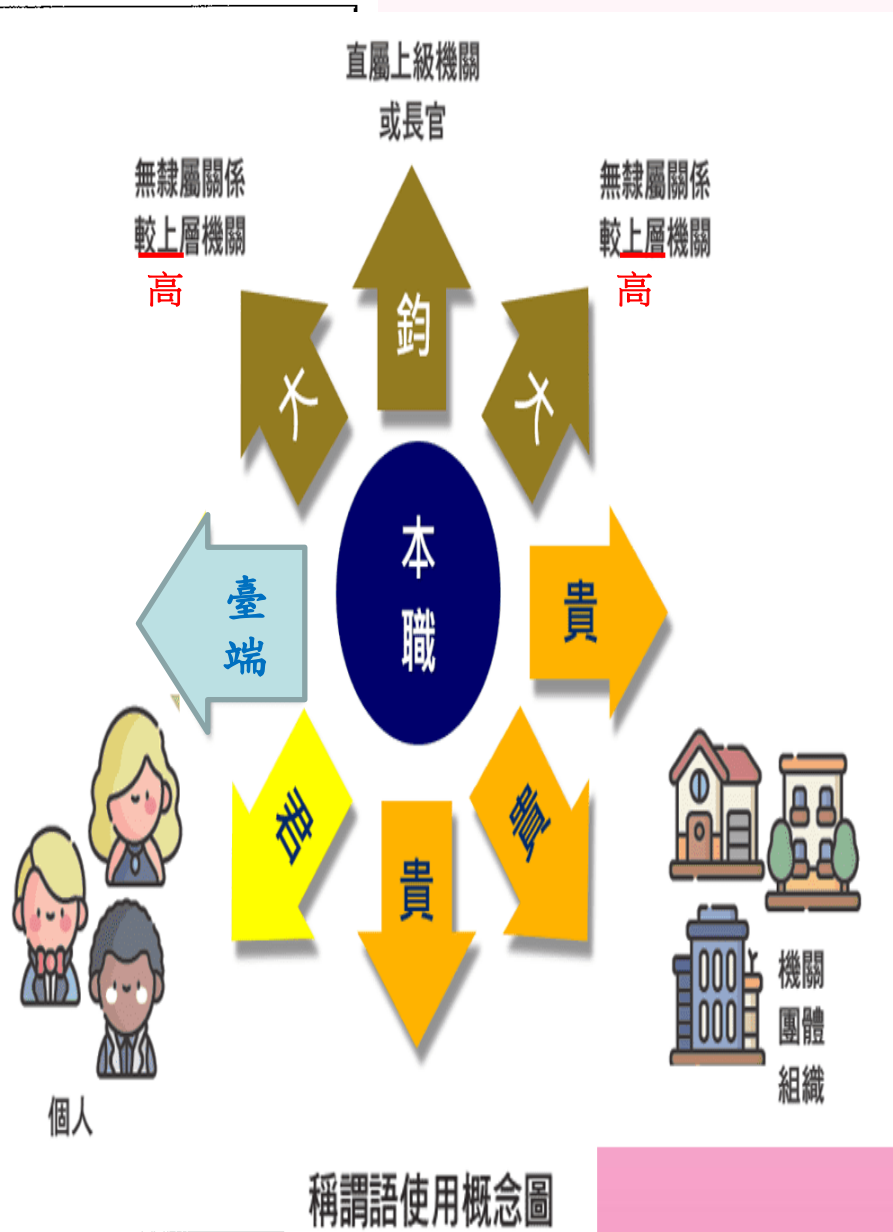 直屬上級機關
或長官
無隸屬關係
較上層機關
高
無隸屬關係
較上層機關
高
鈞
大
大
本
職
臺
端
貴
君
貴
貴
個人
機關
團體
組織
稱謂語使用概念圖